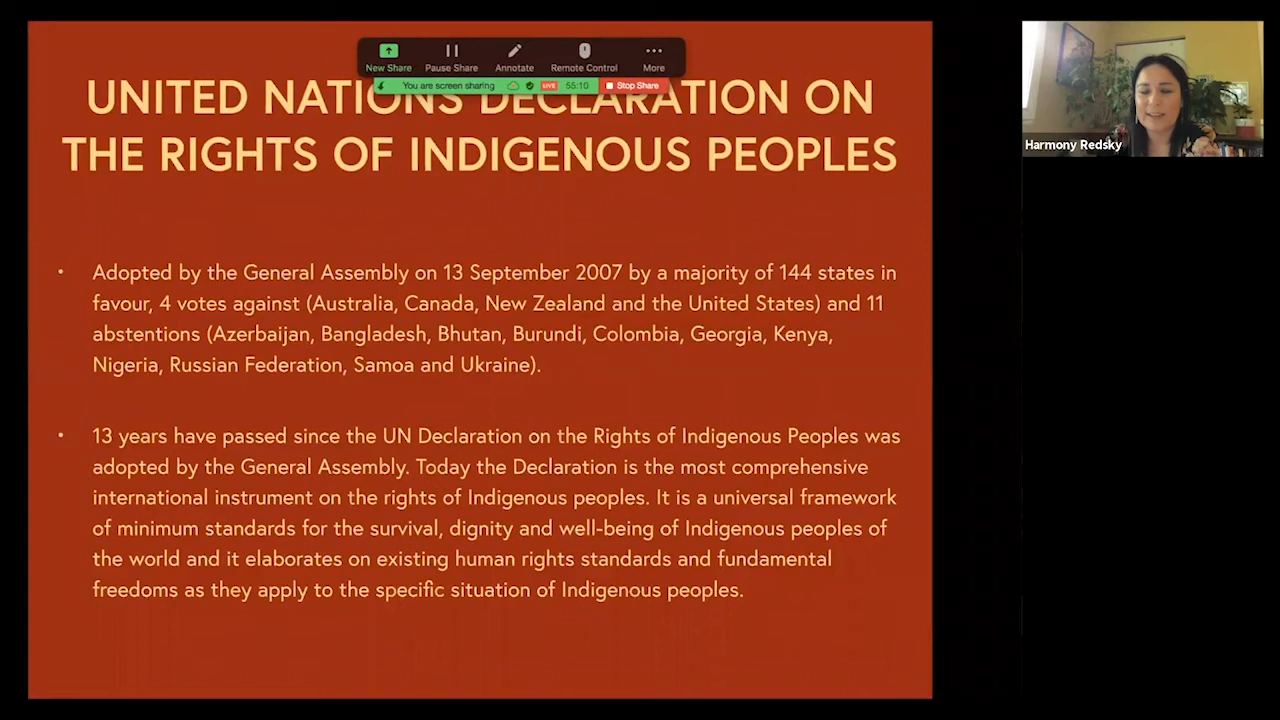 New Share
Pause Share
Annotate
Remote Control
More
You are screen sharing
LIVE
55:10
Stop Share
UNITED NATIONS DECLARATION ON
THE RIGHTS OF INDIGENOUS PEOPLES
Harmony Redsky
• Adopted by the General Assembly on 13 September 2007 by a majority of 144 states in
favour, 4 votes against (Australia, Canada, New Zealand and the United States) and 11
abstentions (Azerbaijan, Bangladesh, Bhutan, Burundi, Colombia, Georgia, Kenya,
Nigeria, Russian Federation, Samoa and Ukraine).
• 13 years have passed since the UN Declaration on the Rights of Indigenous Peoples was
adopted by the General Assembly. Today the Declaration is the most comprehensive
international instrument on the rights of Indigenous peoples. It is a universal framework
of minimum standards for the survival, dignity and well-being of Indigenous peoples of
the world and it elaborates on existing human rights standards and fundamental
freedoms as they apply to the specific situation of Indigenous peoples.